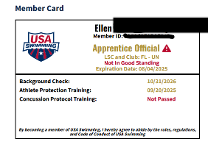 Member Card
Ellen
Member ID:
USA
SWIMMING
Apprentice Official
LSC and Club: FL - UN
Not In Good Standing
Expiration Date: 08/04/2025
Background Check: 10/31/2026
Athlete Protection Training: 09/20/2025
Concussion Protocol Training: Not Passed
By becoming a member of USA Swimming, I hereby agree to abide by the rules, regulations,
and Code of Conduct of USA Swimming